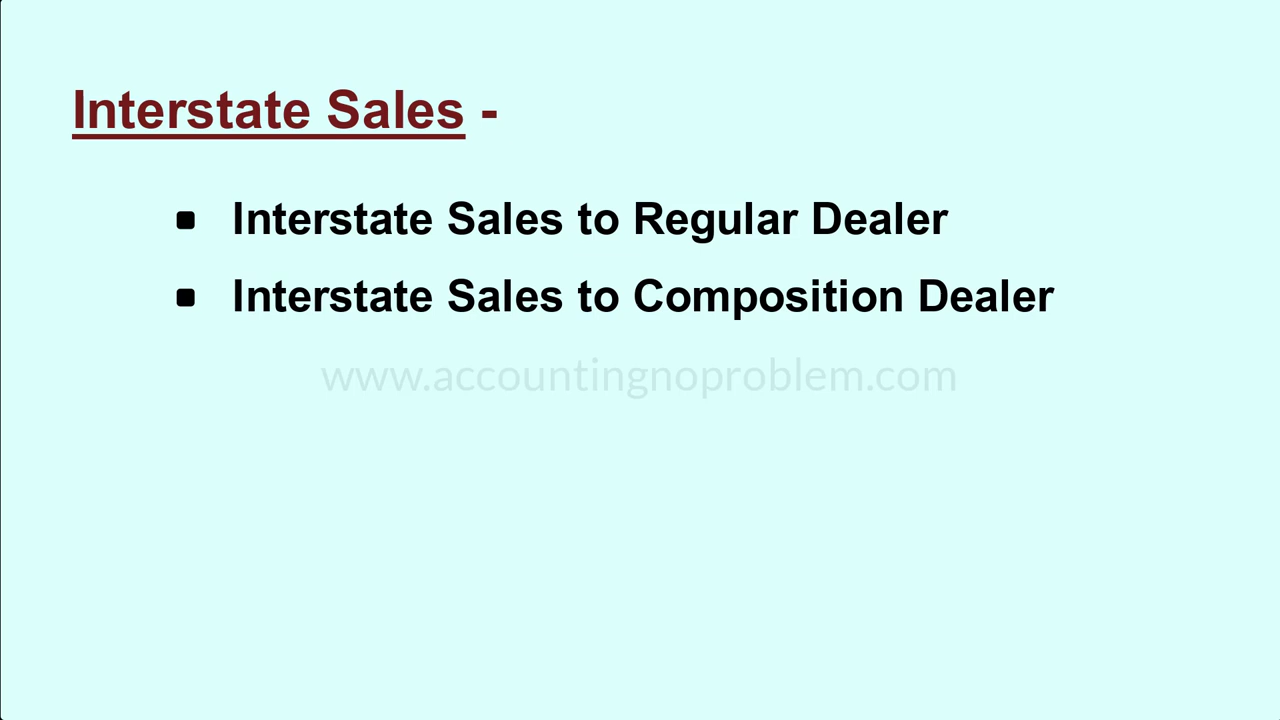 Interstate Sales -
▪ Interstate Sales to Regular Dealer
▪ Interstate Sales to Composition Dealer
www.accountingnoproblem.com